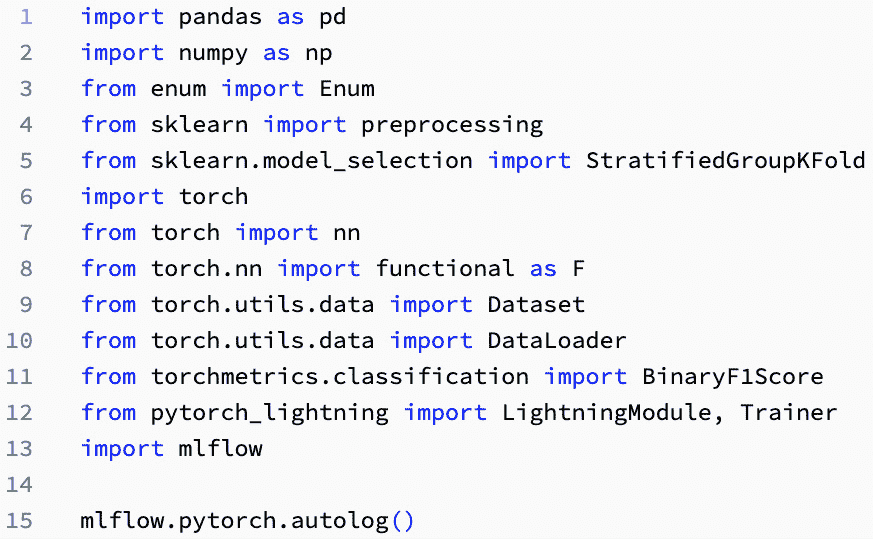 1 import pandas as pd
2 import numpy as np
3 from enum import Enum
4 from sklearn import preprocessing
5 from sklearn.model_selection import StratifiedGroupKFold
6 import torch
7 from torch import nn
8 from torch.nn import functional as F
9 from torch.utils.data import Dataset
10 from torch.utils.data import DataLoader
11 from torchmetrics.classification import BinaryF1Score
12 from pytorch_lightning import LightningModule, Trainer
13 import mlflow
14
15 mlflow.pytorch.autolog()